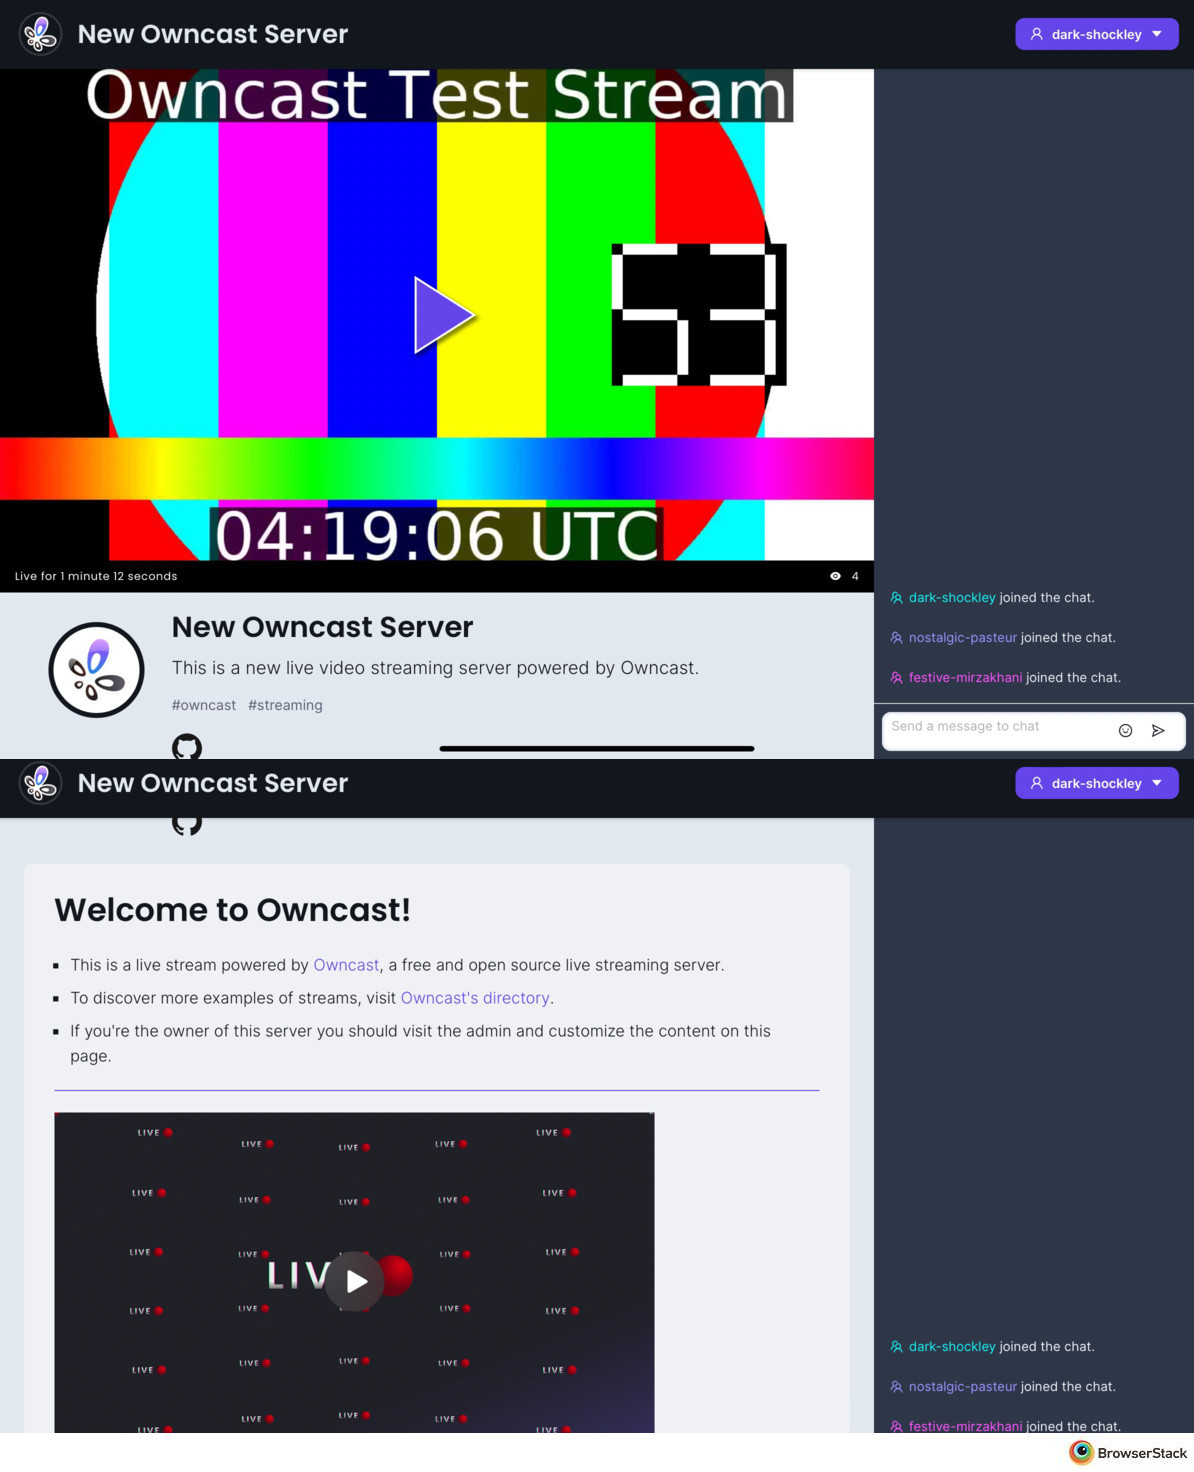 New Owncast Server
dark-shockley
Owncast Test Stream
53
04:19:06 UTC
Live for 1 minute 12 seconds
4
dark-shockley joined the chat.
nostalgic-pasteur joined the chat.
festive-mirzakhani joined the chat.
Send a message to chat
New Owncast Server
This is a new live video streaming server powered by Owncast.
#owncast #streaming
New Owncast Server
dark-shockley
Welcome to Owncast!
This is a live stream powered by Owncast, a free and open source live streaming server.
To discover more examples of streams, visit Owncast's directory.
If you're the owner of this server you should visit the admin and customize the content on this
page.
LIVE LIVE LIVE LIVE LIVE
LIVE LIVE LIVE LIVE LIVE
LIVE LIVE LIVE LIVE
LIV
LIVE LIVE LIVE LIVE
LIVE LIVE LIVE LIVE LIVE
LIVE LIVE LIVE LIVE LIVE
dark-shockley joined the chat.
nostalgic-pasteur joined the chat.
festive-mirzakhani joined the chat.
BrowserStack